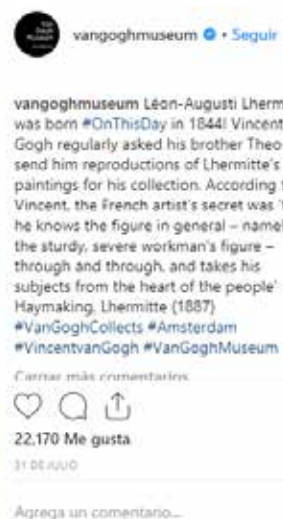 Van
Gogh
Museum
vangoghmuseum • Seguir
vangoghmuseum Léon-Augusti Lherm
was born #OnThisDay in 1844! Vincent
Gogh regularly asked his brother Theo
send him reproductions of Lhermitte's
paintings for his collection. According
Vincent, the French artist's secret was
he knows the figure in general – namel
the sturdy, severe workman's figure –
through and through, and takes his
subjects from the heart of the people'
Haymaking, Lhermitte (1887)
#VanGoghCollects #Amsterdam
#VincentvanGogh #VanGoghMuseum
Cargar más comentarios
22,170 Me gusta
31 DE JULIO
Agrega un comentario...